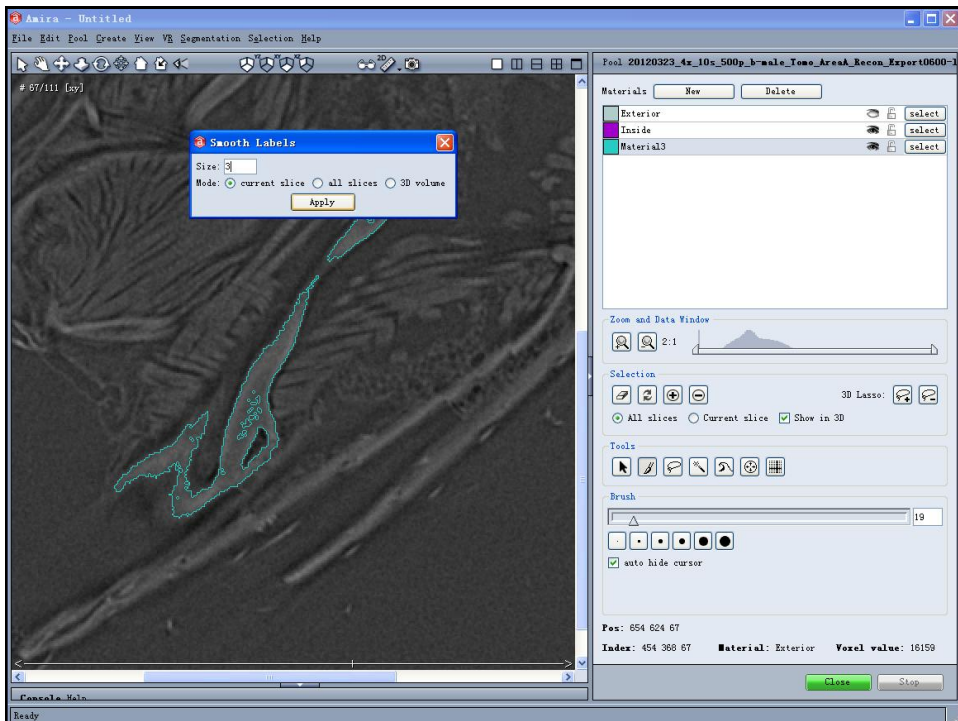 Amira - Untitled
File Edit Pool Create View VR Segmentation Selection Help
2D
# 67/111 [xy]
Smooth Labels
Size: 3
Mode: current slice all slices 3D volume
Apply
Pool 20120323_4x_10s_500p_b-male_Tomo_AreaA_Recon_Export0600-1
Materials New Delete
Exterior select
Inside select
Material3 select
Zoom and Data Window
2:1
Selection
3D Lasso:
All slices Current slice Show in 3D
Tools
Brush
19
auto hide cursor
Pos: 654 624 67
Index: 454 368 67 Material: Exterior Voxel value: 16159
Close Stop
Console Help
Ready